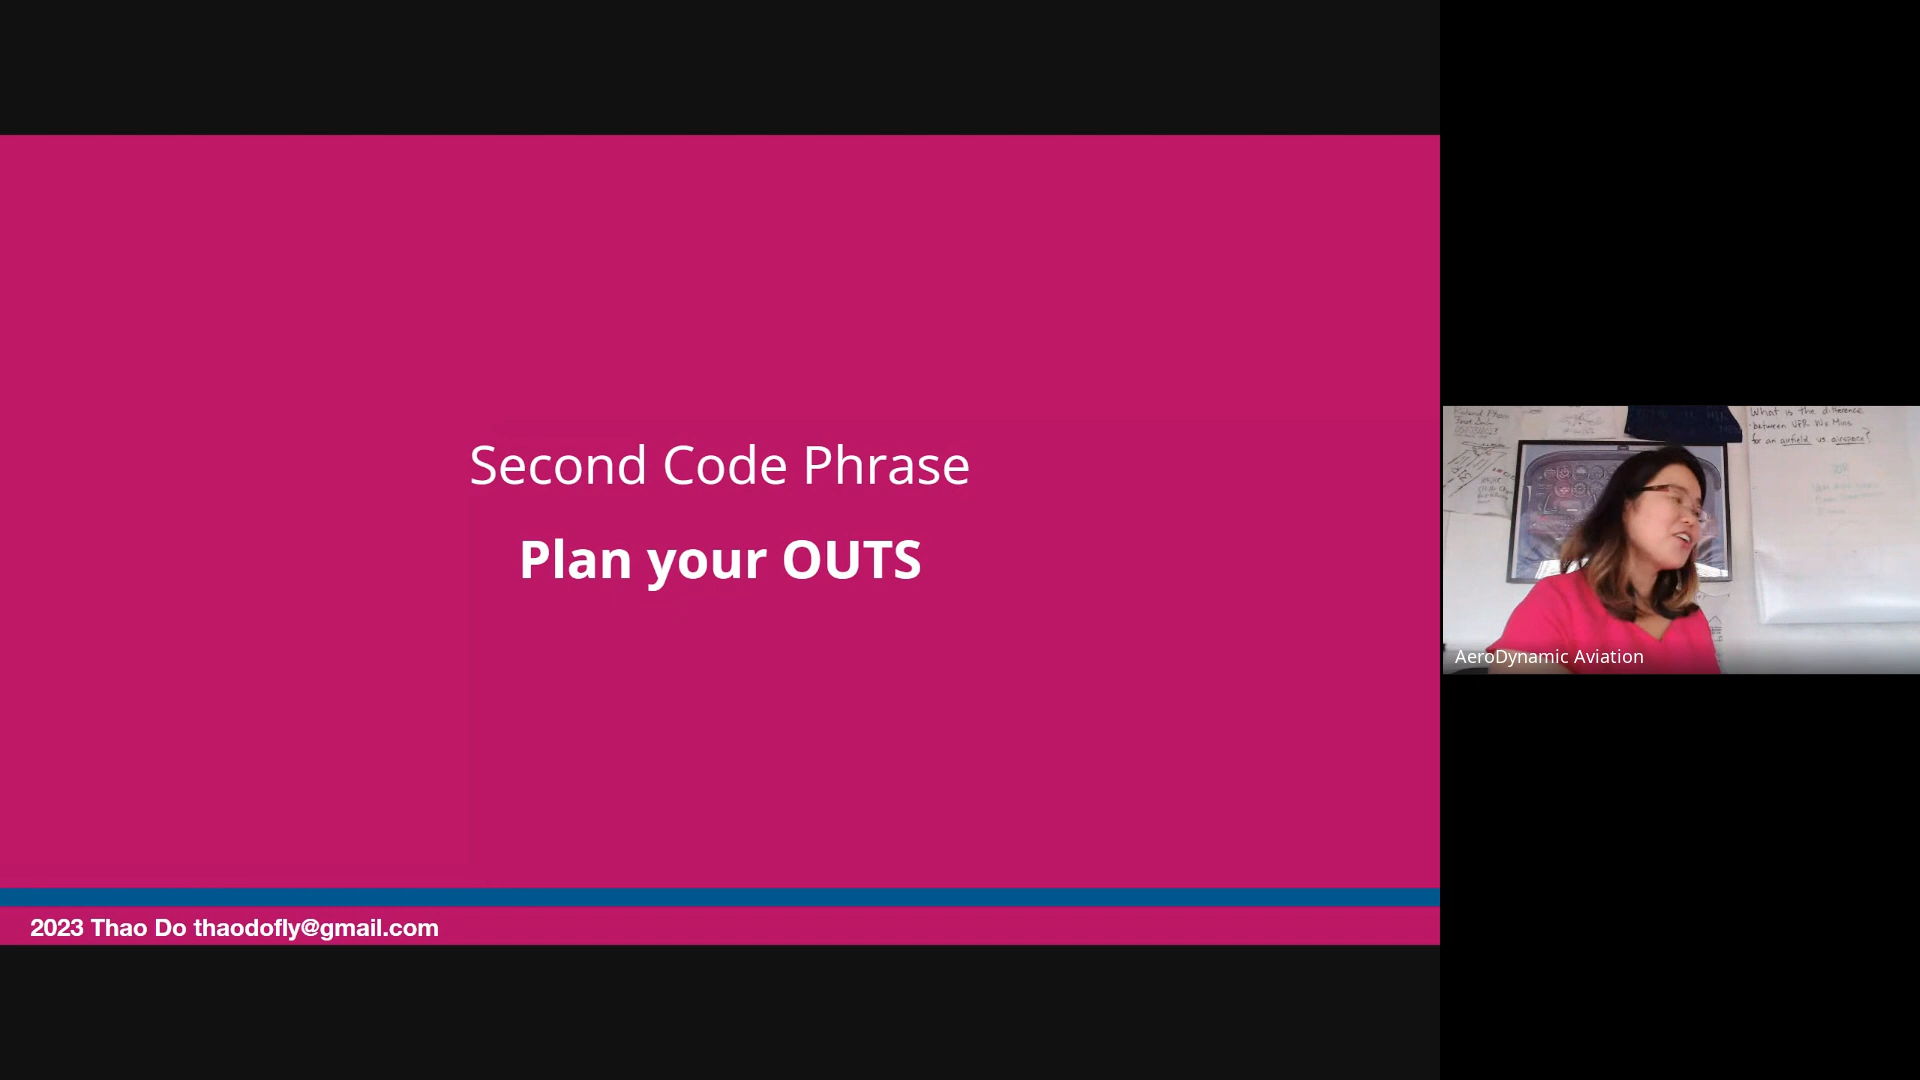 Second Code Phrase
Plan your OUTS
2023 Thao Do thaodofly@gmail.com
What is the difference
between VFR Wx Mins
for an airfield vs airspace?
AeroDynamic Aviation